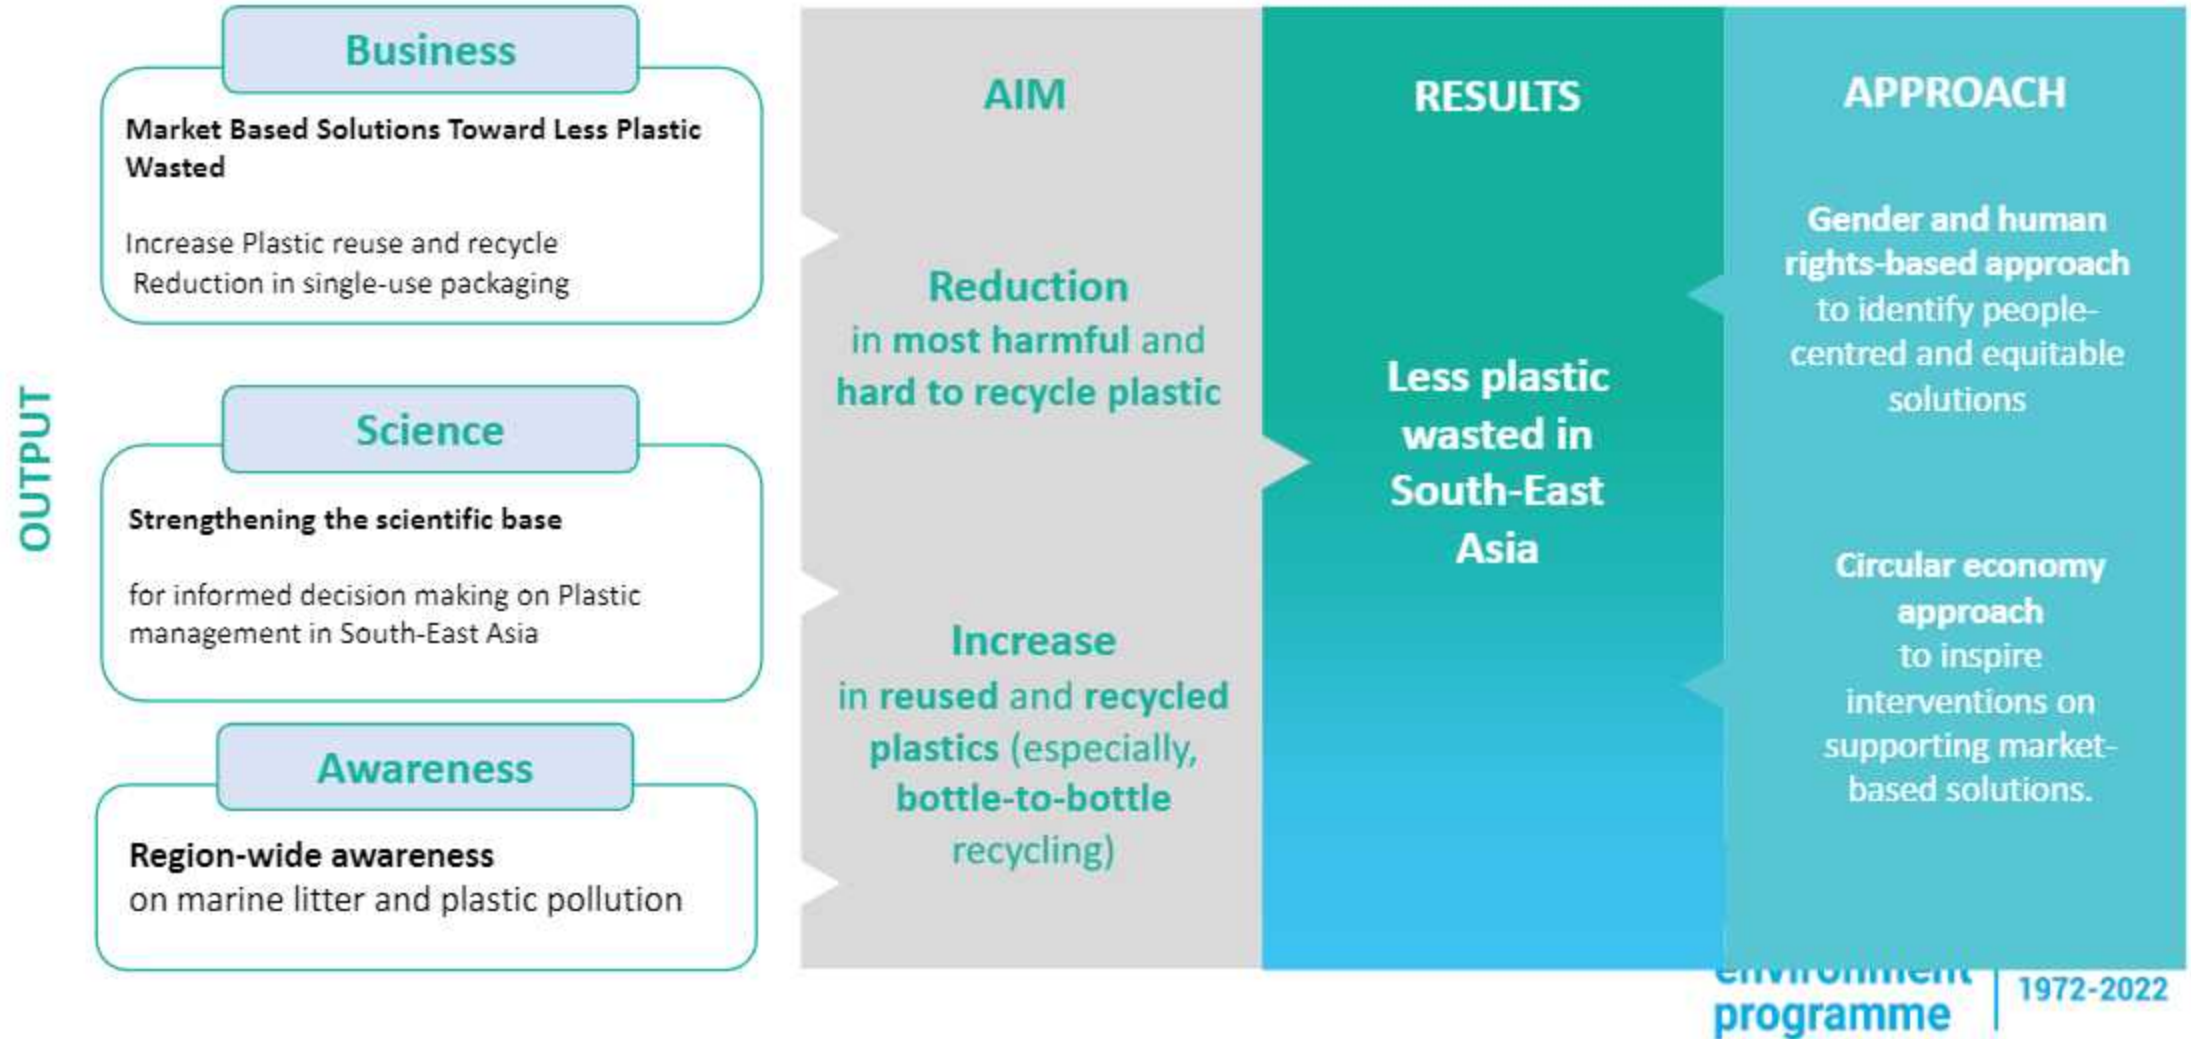 OUTPUT
Business
Market Based Solutions Toward Less Plastic
Wasted
Increase Plastic reuse and recycle
Reduction in single-use packaging
Science
Strengthening the scientific base
for informed decision making on Plastic
management in South-East Asia
Awareness
Region-wide awareness
on marine litter and plastic pollution
AIM
Reduction
in most harmful and
hard to recycle plastic
Increase
in reused and recycled
plastics (especially,
bottle-to-bottle
recycling)
RESULTS
Less plastic
wasted in
South-East
Asia
APPROACH
Gender and human
rights-based approach
to identify people-
centred and equitable
solutions
Circular economy
approach
to inspire
interventions on
supporting market-
based solutions.
environment
programme
1972-2022